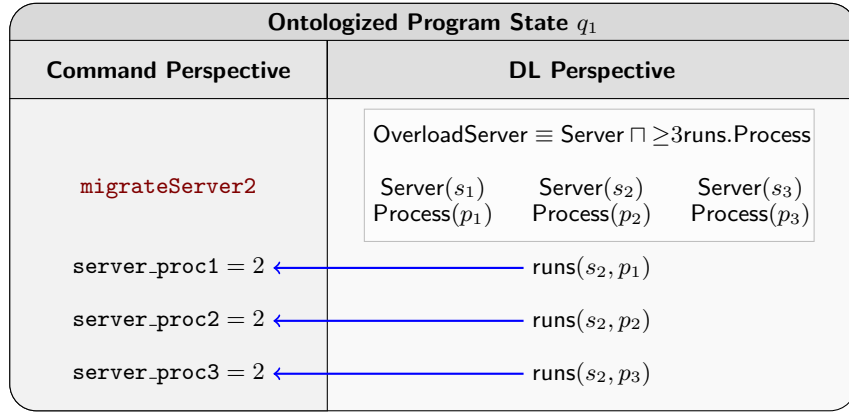 Ontologized Program State q₁
Command Perspective DL Perspective
OverloadServer ≡ Server ⊓ ≥3runs.Process
migrateServer2 Server(s₁) Server(s₂) Server(s₃)
Process(p₁) Process(p₂) Process(p₃)
server_proc1 = 2 runs(s₂, p₁)
server_proc2 = 2 runs(s₂, p₂)
server_proc3 = 2 runs(s₂, p₃)